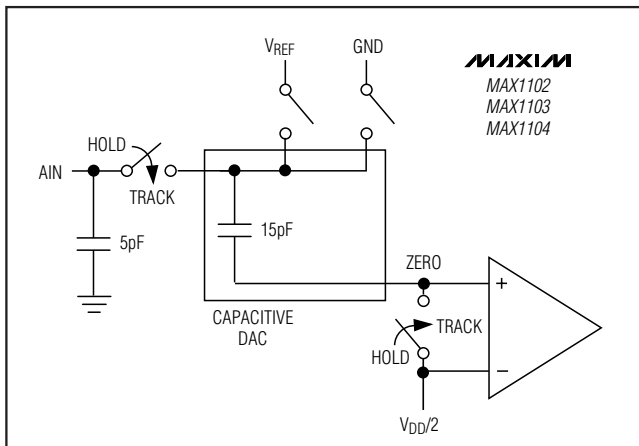 VREF
GND
MAXIM
MAX1102
MAX1103
MAX1104
HOLD
AIN
TRACK
5pF
15pF
ZERO
+
CAPACITIVE
DAC
TRACK
HOLD
−
VDD/2